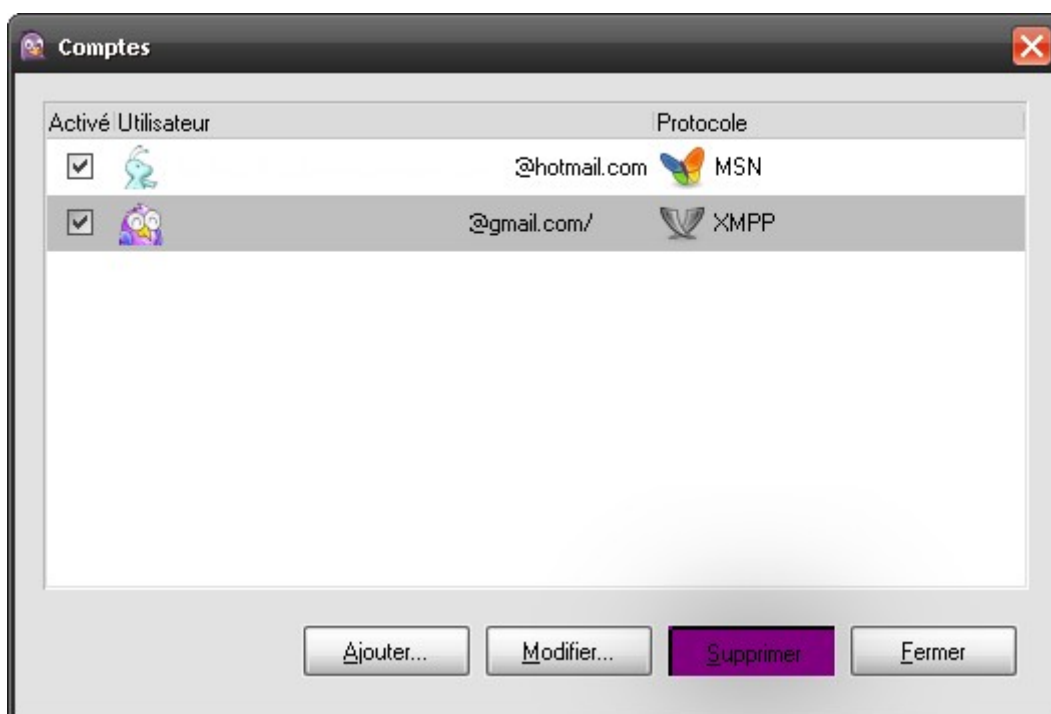 Comptes
Activé Utilisateur Protocole
@hotmail.com MSN
@gmail.com/ XMPP
Ajouter... Modifier... Supprimer Fermer